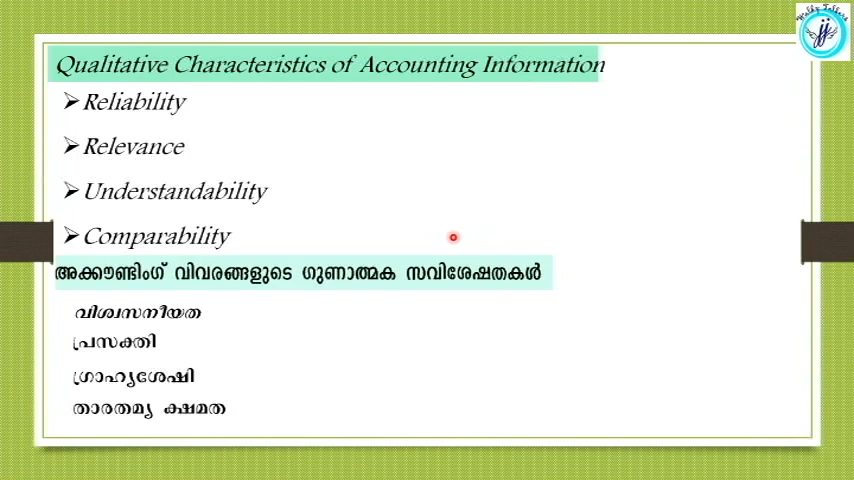 Qualitative Characteristics of Accounting Information
Reliability
Relevance
Understandability
Comparability
അക്കൗണ്ടിംഗ് വിവരങ്ങളുടെ ഗുണാത്മക സവിശേഷതകൾ
വിശ്വസനീയത
പ്രസക്തി
ഗ്രാഹ്യശേഷി
താരതമ്യ ക്ഷമത